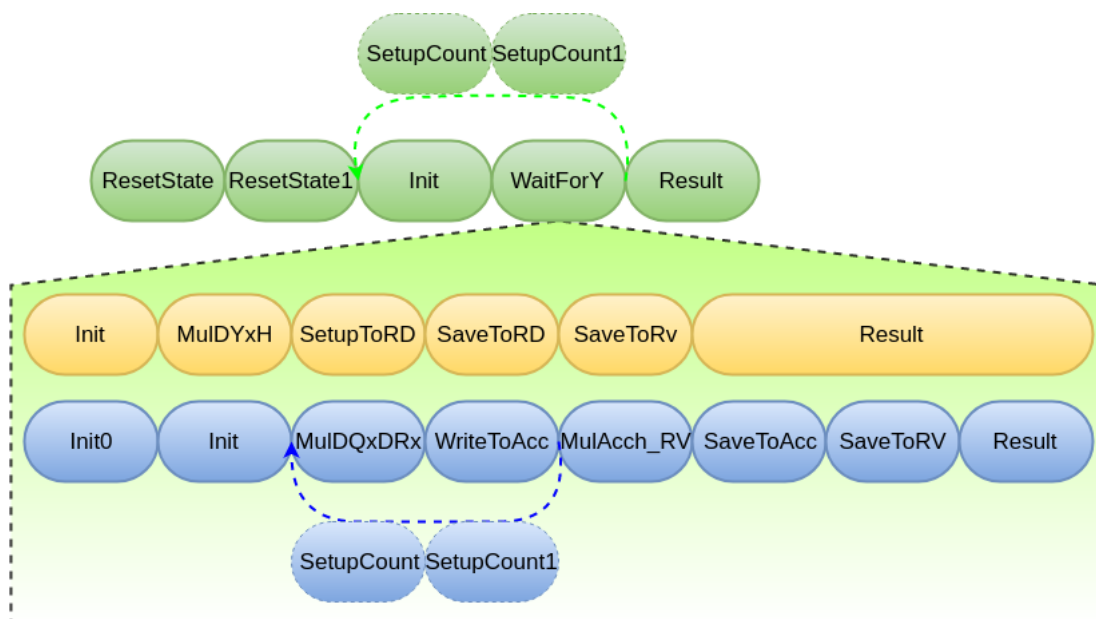 SetupCount SetupCount1
ResetState ResetState1 Init WaitForY Result
Init MulDYxH SetupToRD SaveToRD SaveToRv Result
Init0 Init MulDQxDRx WriteToAcc MulAcch_RV SaveToAcc SaveToRV Result
SetupCount SetupCount1